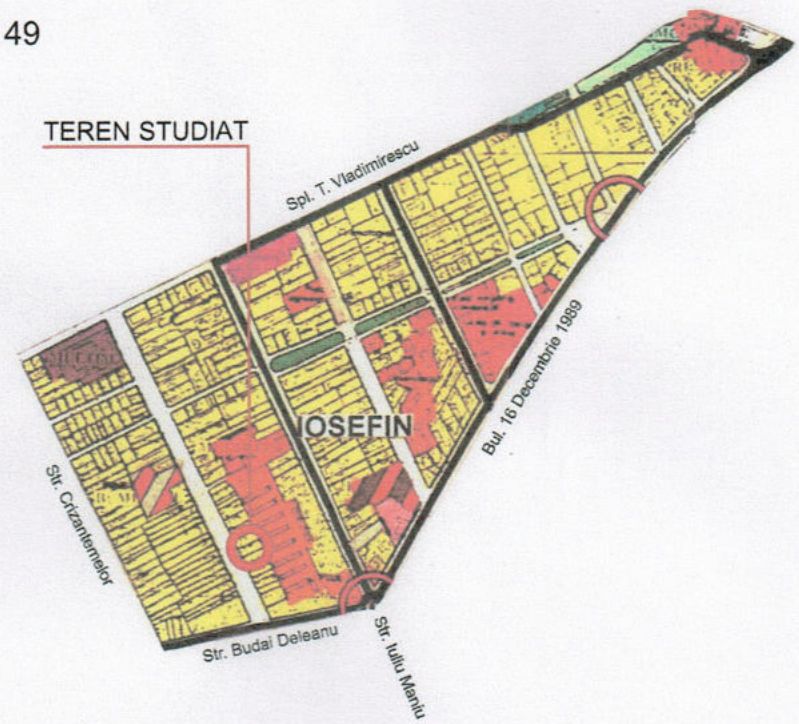 49
TEREN STUDIAT
Spl. T. Vladimirescu
IOSEFIN
Bul. 16 Decembrie 1989
Str. Crizantemelor
Str. Budai Deleanu
Str. Iuliu Maniu